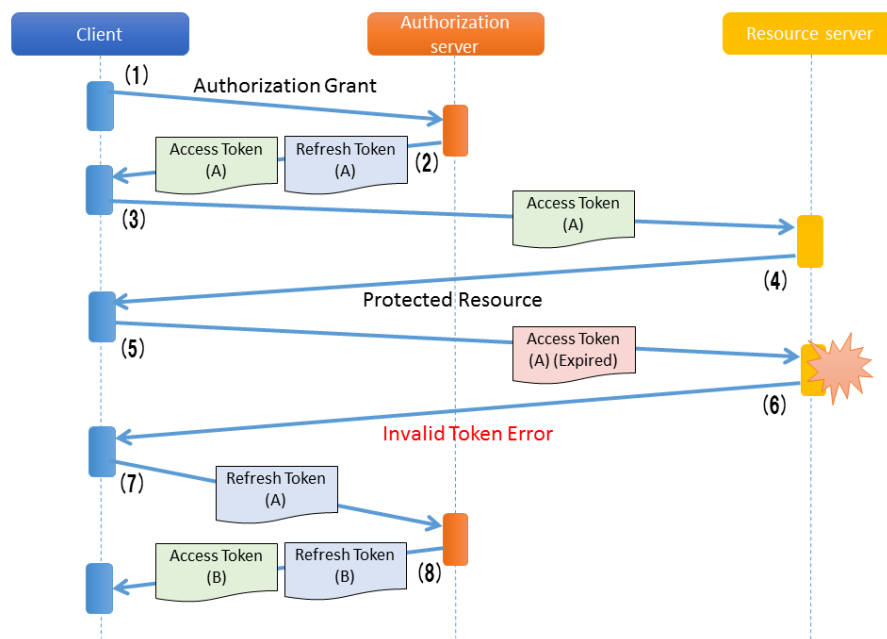 Client
Authorization
server
Resource server
(1)
Authorization Grant
Access Token
(A)
Refresh Token
(A)
(2)
(3)
Access Token
(A)
(4)
Protected Resource
(5)
Access Token
(A) (Expired)
(6)
Invalid Token Error
(7)
Refresh Token
(A)
Access Token
(B)
Refresh Token
(B)
(8)